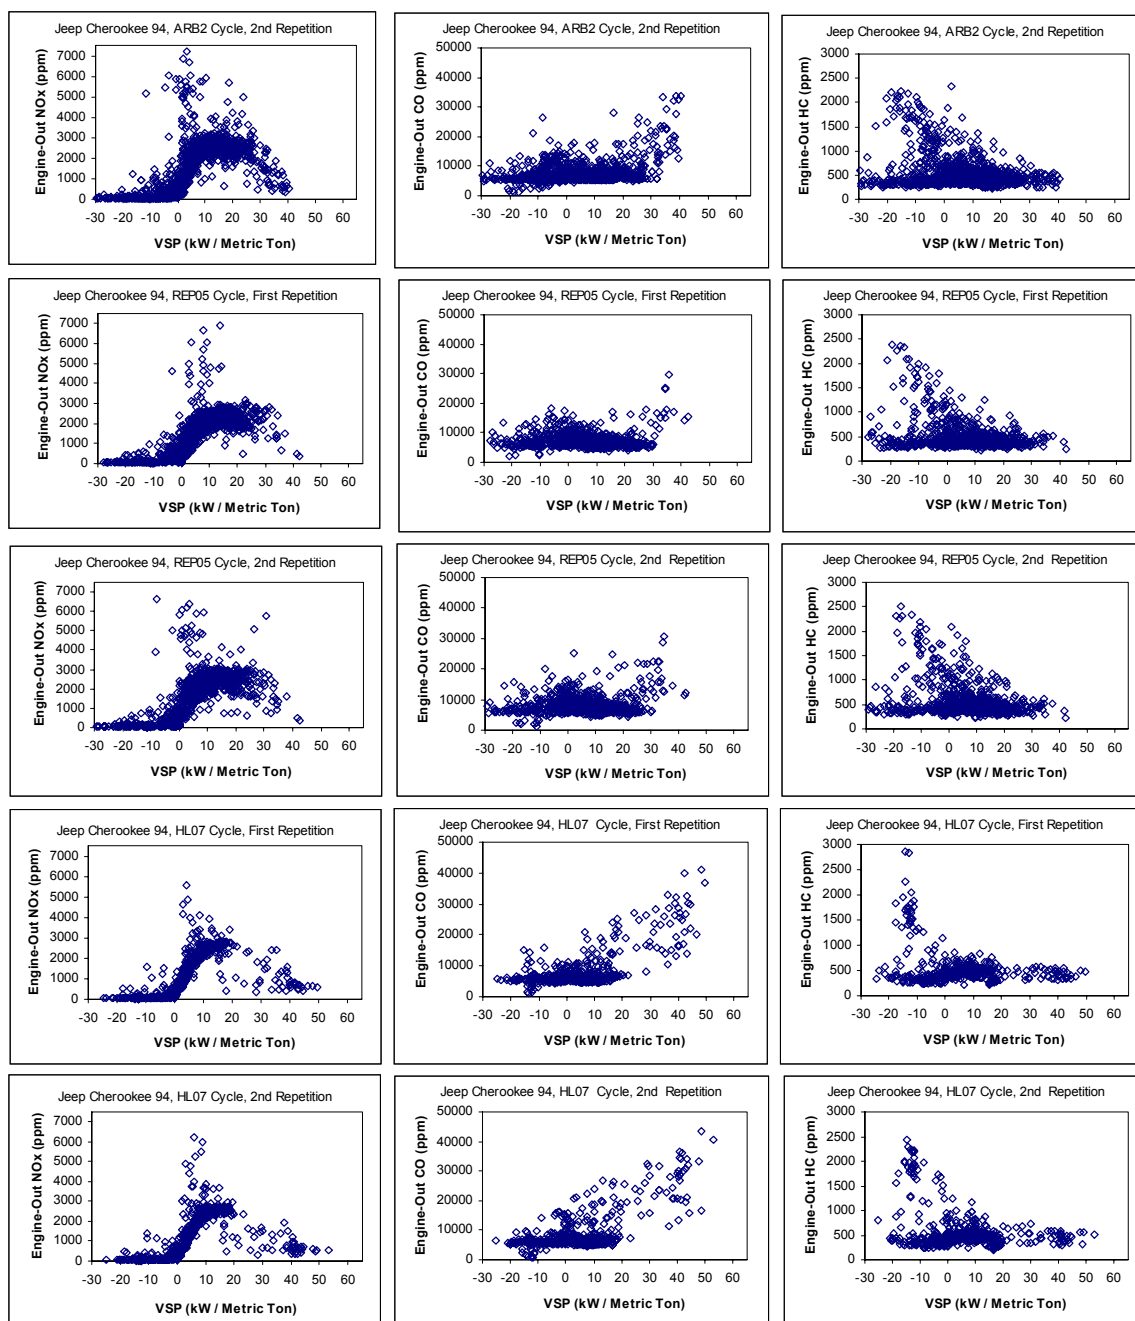 Jeep Cherookee 94, ARB2 Cycle, 2nd Repetition
Engine-Out NOx (ppm)
7000
6000
5000
4000
3000
2000
1000
0
-30 -20 -10 0 10 20 30 40 50 60
VSP (kW / Metric Ton)
Jeep Cherookee 94, ARB2 Cycle, 2nd Repetition
Engine-Out CO (ppm)
50000
40000
30000
20000
10000
0
-30 -20 -10 0 10 20 30 40 50 60
VSP (kW / Metric Ton)
Jeep Cherookee 94, ARB2 Cycle, 2nd Repetition
Engine-Out HC (ppm)
3000
2500
2000
1500
1000
500
0
-30 -20 -10 0 10 20 30 40 50 60
VSP (kW / Metric Ton)
Jeep Cherookee 94, REP05 Cycle, First Repetition
Engine-Out NOx (ppm)
7000
6000
5000
4000
3000
2000
1000
0
-30 -20 -10 0 10 20 30 40 50 60
VSP (kW / Metric Ton)
Jeep Cherookee 94, REP05 Cycle, First Repetition
Engine-Out CO (ppm)
50000
40000
30000
20000
10000
0
-30 -20 -10 0 10 20 30 40 50 60
VSP (kW / Metric Ton)
Jeep Cherookee 94, REP05 Cycle, First Repetition
Engine-Out HC (ppm)
3000
2500
2000
1500
1000
500
0
-30 -20 -10 0 10 20 30 40 50 60
VSP (kW / Metric Ton)
Jeep Cherookee 94, REP05 Cycle, 2nd Repetition
Engine-Out NOx (ppm)
7000
6000
5000
4000
3000
2000
1000
0
-30 -20 -10 0 10 20 30 40 50 60
VSP (kW / Metric Ton)
Jeep Cherookee 94, REP05 Cycle, 2nd  Repetition
Engine-Out CO (ppm)
50000
40000
30000
20000
10000
0
-30 -20 -10 0 10 20 30 40 50 60
VSP (kW / Metric Ton)
Jeep Cherookee 94, REP05 Cycle, 2nd Repetition
Engine-Out HC (ppm)
3000
2500
2000
1500
1000
500
0
-30 -20 -10 0 10 20 30 40 50 60
VSP (kW / Metric Ton)
Jeep Cherookee 94, HL07 Cycle, First Repetition
Engine-Out NOx (ppm)
7000
6000
5000
4000
3000
2000
1000
0
-30 -20 -10 0 10 20 30 40 50 60
VSP (kW / Metric Ton)
Jeep Cherookee 94, HL07  Cycle, First Repetition
Engine-Out CO (ppm)
50000
40000
30000
20000
10000
0
-30 -20 -10 0 10 20 30 40 50 60
VSP (kW / Metric Ton)
Jeep Cherookee 94, HL07 Cycle, First Repetition
Engine-Out HC (ppm)
3000
2500
2000
1500
1000
500
0
-30 -20 -10 0 10 20 30 40 50 60
VSP (kW / Metric Ton)
Jeep Cherookee 94, HL07 Cycle, 2nd Repetition
Engine-Out NOx (ppm)
7000
6000
5000
4000
3000
2000
1000
0
-30 -20 -10 0 10 20 30 40 50 60
VSP (kW / Metric Ton)
Jeep Cherookee 94, HL07  Cycle, 2nd  Repetition
Engine-Out CO (ppm)
50000
40000
30000
20000
10000
0
-30 -20 -10 0 10 20 30 40 50 60
VSP (kW / Metric Ton)
Jeep Cherookee 94, HL07 Cycle, 2nd Repetition
Engine-Out HC (ppm)
3000
2500
2000
1500
1000
500
0
-30 -20 -10 0 10 20 30 40 50 60
VSP (kW / Metric Ton)